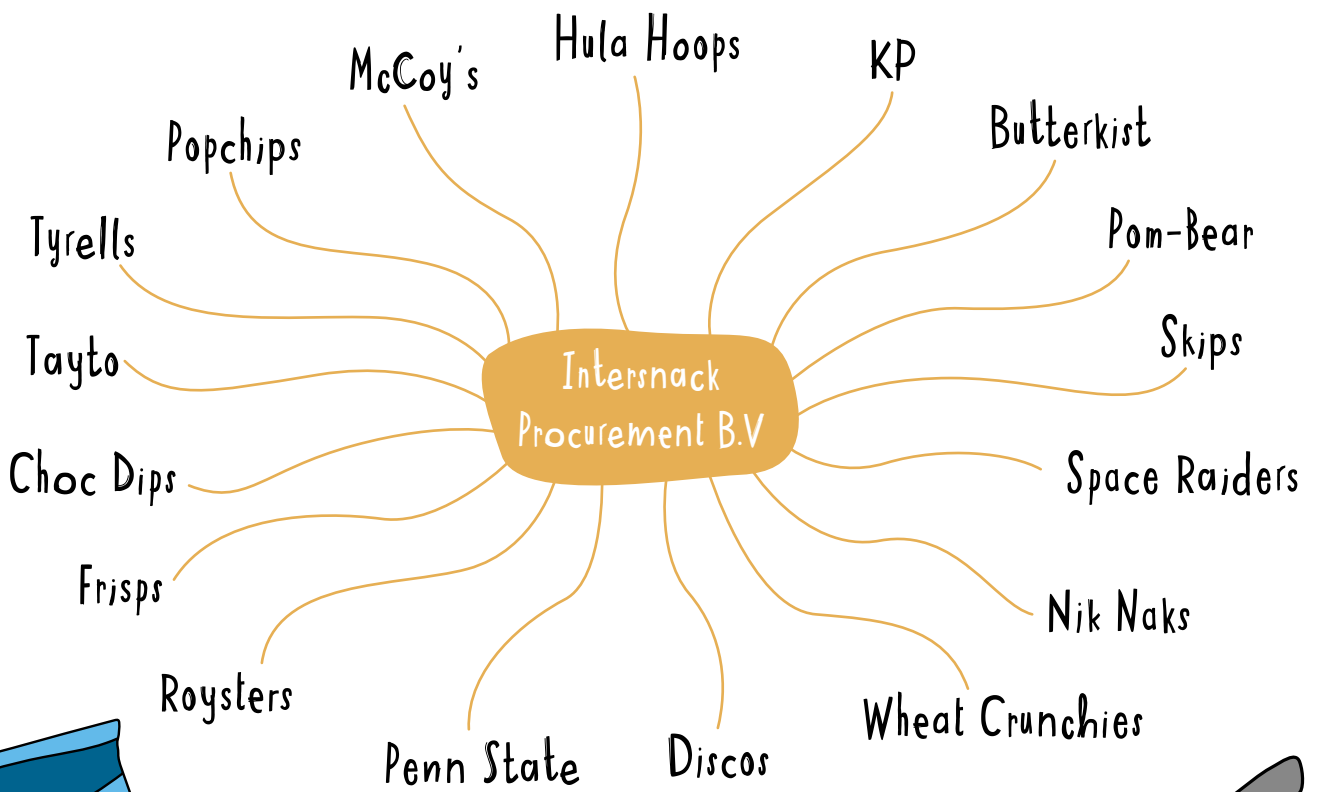 Hula Hoops
McCoy's
KP
Butterkist
Popchips
Pom-Bear
Tyrells
Skips
Tayto
Intersnack
Procurement B.V
Choc Dips
Space Raiders
Frisps
Nik Naks
Roysters
Wheat Crunchies
Penn State
Discos